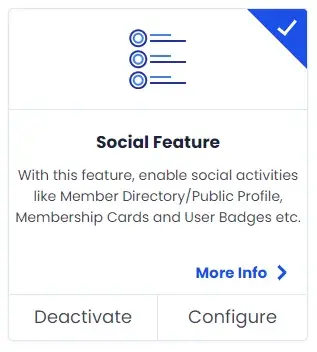 Social Feature
With this feature, enable social activities
like Member Directory/Public Profile,
Membership Cards and User Badges etc.
More Info
Deactivate
Configure